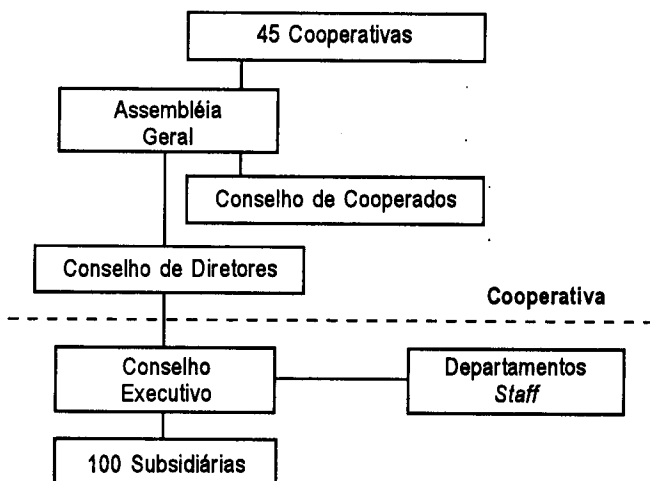 45 Cooperativas
Assembléia
Geral
Conselho de Cooperados
Conselho de Diretores
Cooperativa
Conselho
Executivo
Departamentos
Staff
100 Subsidiárias